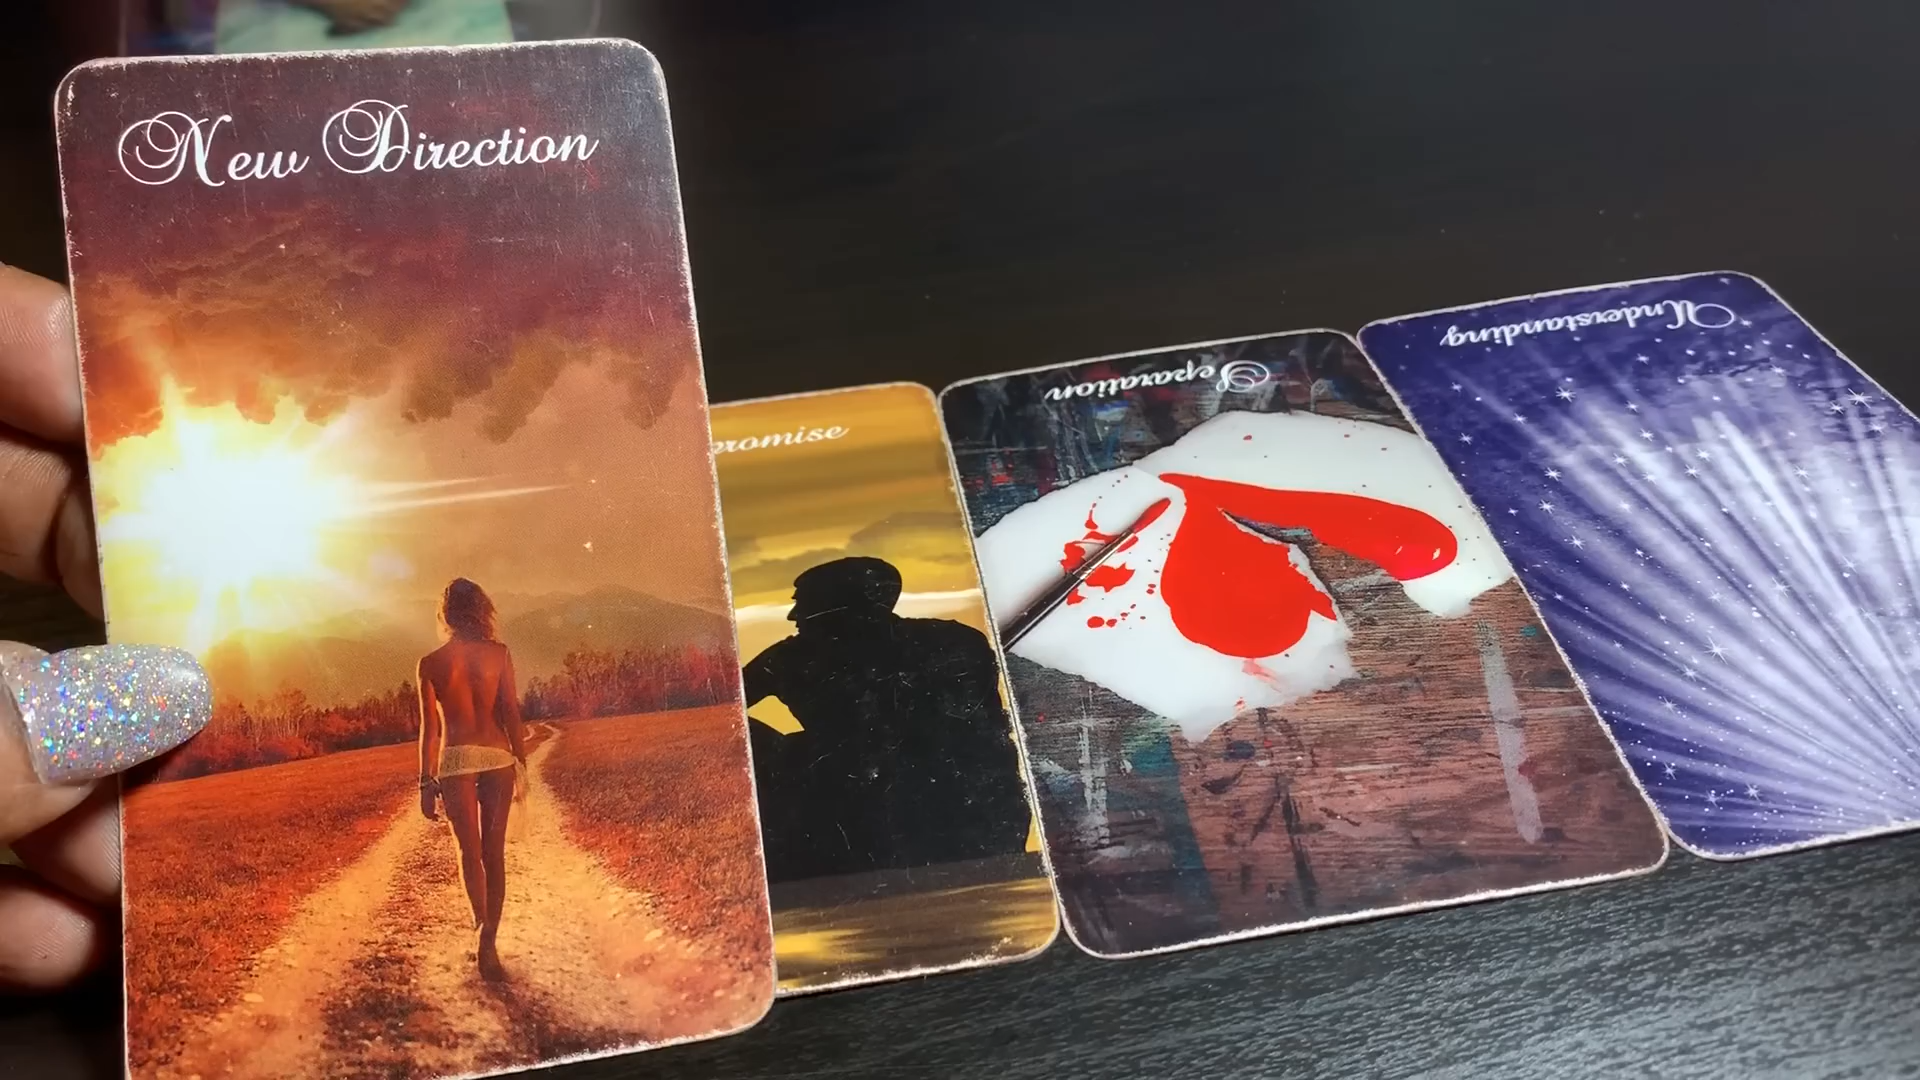 New Direction
romise
Separation
Understanding